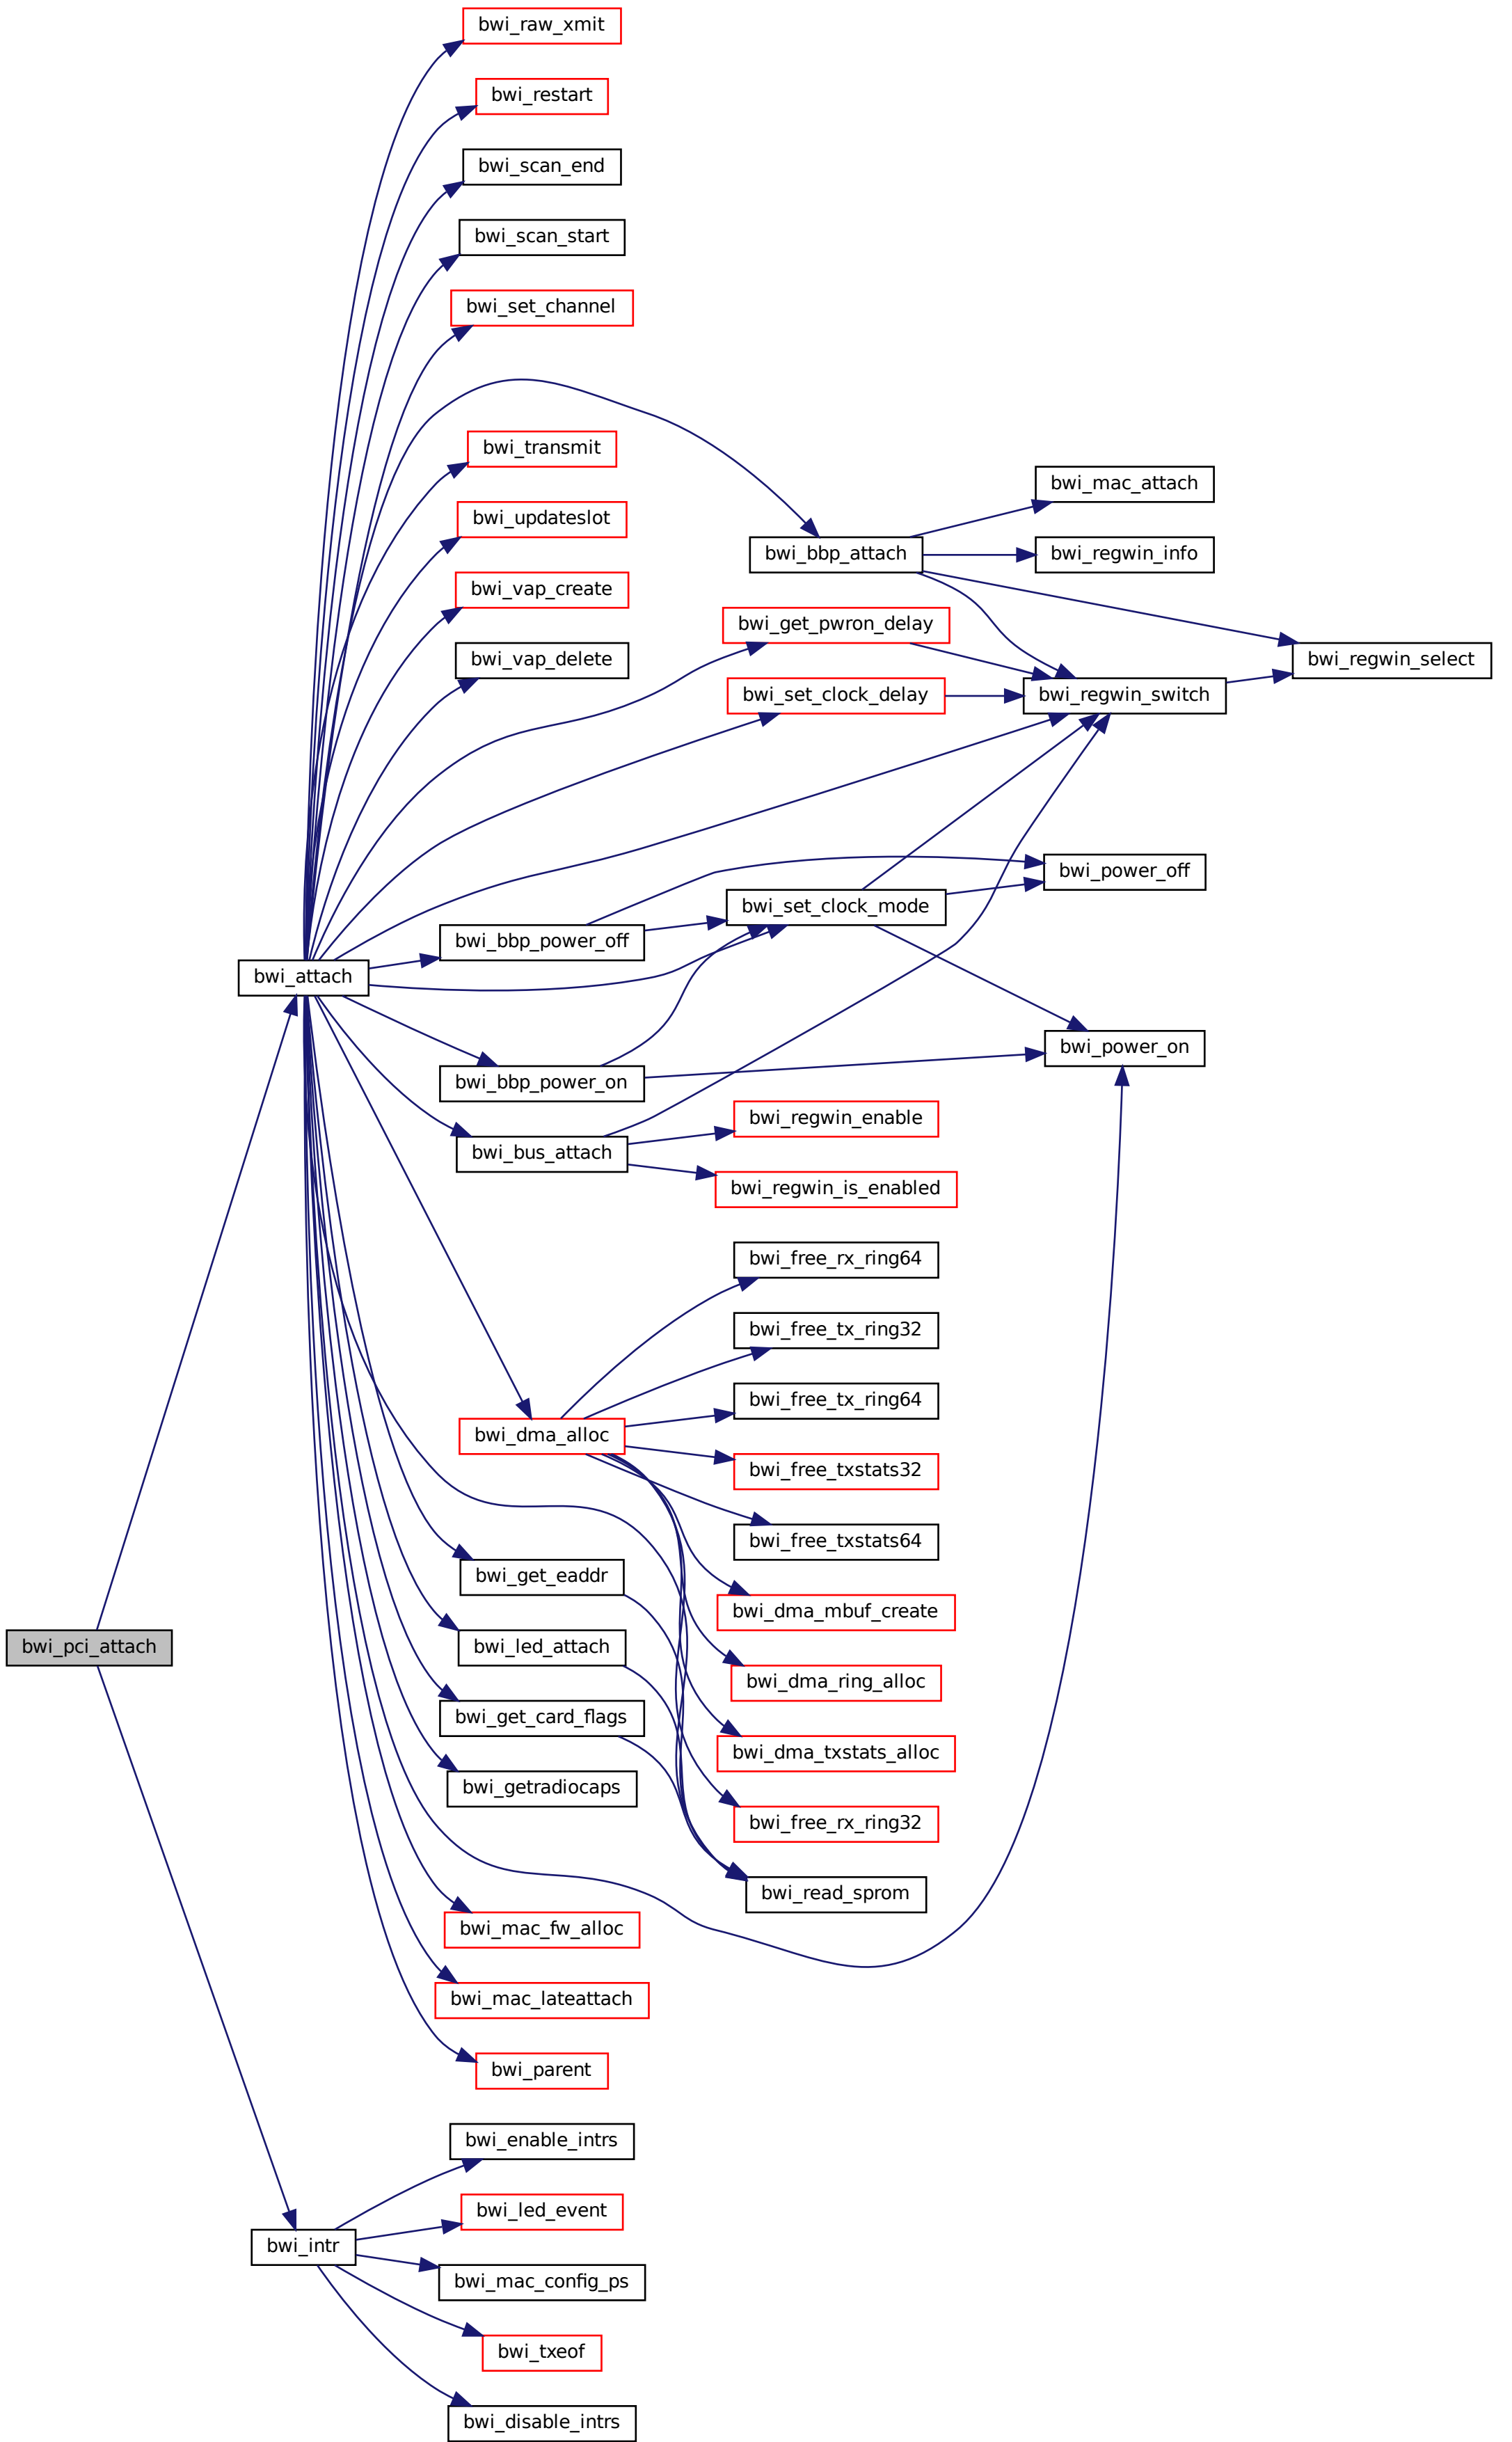 bwi_raw_xmit
bwi_restart
bwi_scan_end
bwi_scan_start
bwi_set_channel
bwi_transmit
bwi_mac_attach
bwi_updateslot
bwi_bbp_attach
bwi_regwin_info
bwi_vap_create
bwi_get_pwron_delay
bwi_vap_delete
bwi_regwin_select
bwi_set_clock_delay
bwi_regwin_switch
bwi_power_off
bwi_set_clock_mode
bwi_bbp_power_off
bwi_attach
bwi_power_on
bwi_bbp_power_on
bwi_regwin_enable
bwi_bus_attach
bwi_regwin_is_enabled
bwi_free_rx_ring64
bwi_free_tx_ring32
bwi_free_tx_ring64
bwi_dma_alloc
bwi_free_txstats32
bwi_free_txstats64
bwi_get_eaddr
bwi_dma_mbuf_create
bwi_pci_attach
bwi_led_attach
bwi_dma_ring_alloc
bwi_get_card_flags
bwi_dma_txstats_alloc
bwi_getradiocaps
bwi_free_rx_ring32
bwi_read_sprom
bwi_mac_fw_alloc
bwi_mac_lateattach
bwi_parent
bwi_enable_intrs
bwi_led_event
bwi_intr
bwi_mac_config_ps
bwi_txeof
bwi_disable_intrs